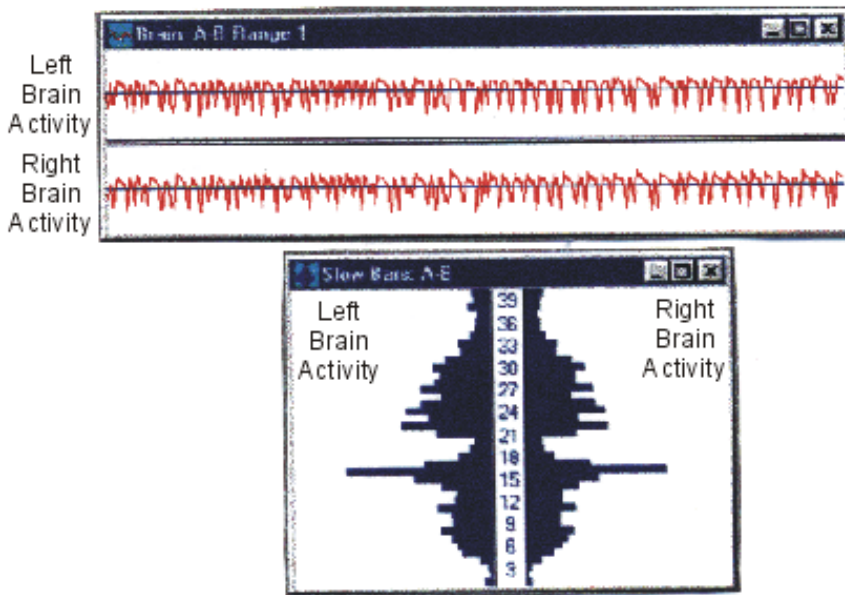 Brain: A-B Range 1
Left
Brain
Activity
Right
Brain
Activity
Slow Bars: A-B
Left
Brain
Activity
Right
Brain
Activity
39
36
33
30
27
24
21
18
15
12
9
6
3